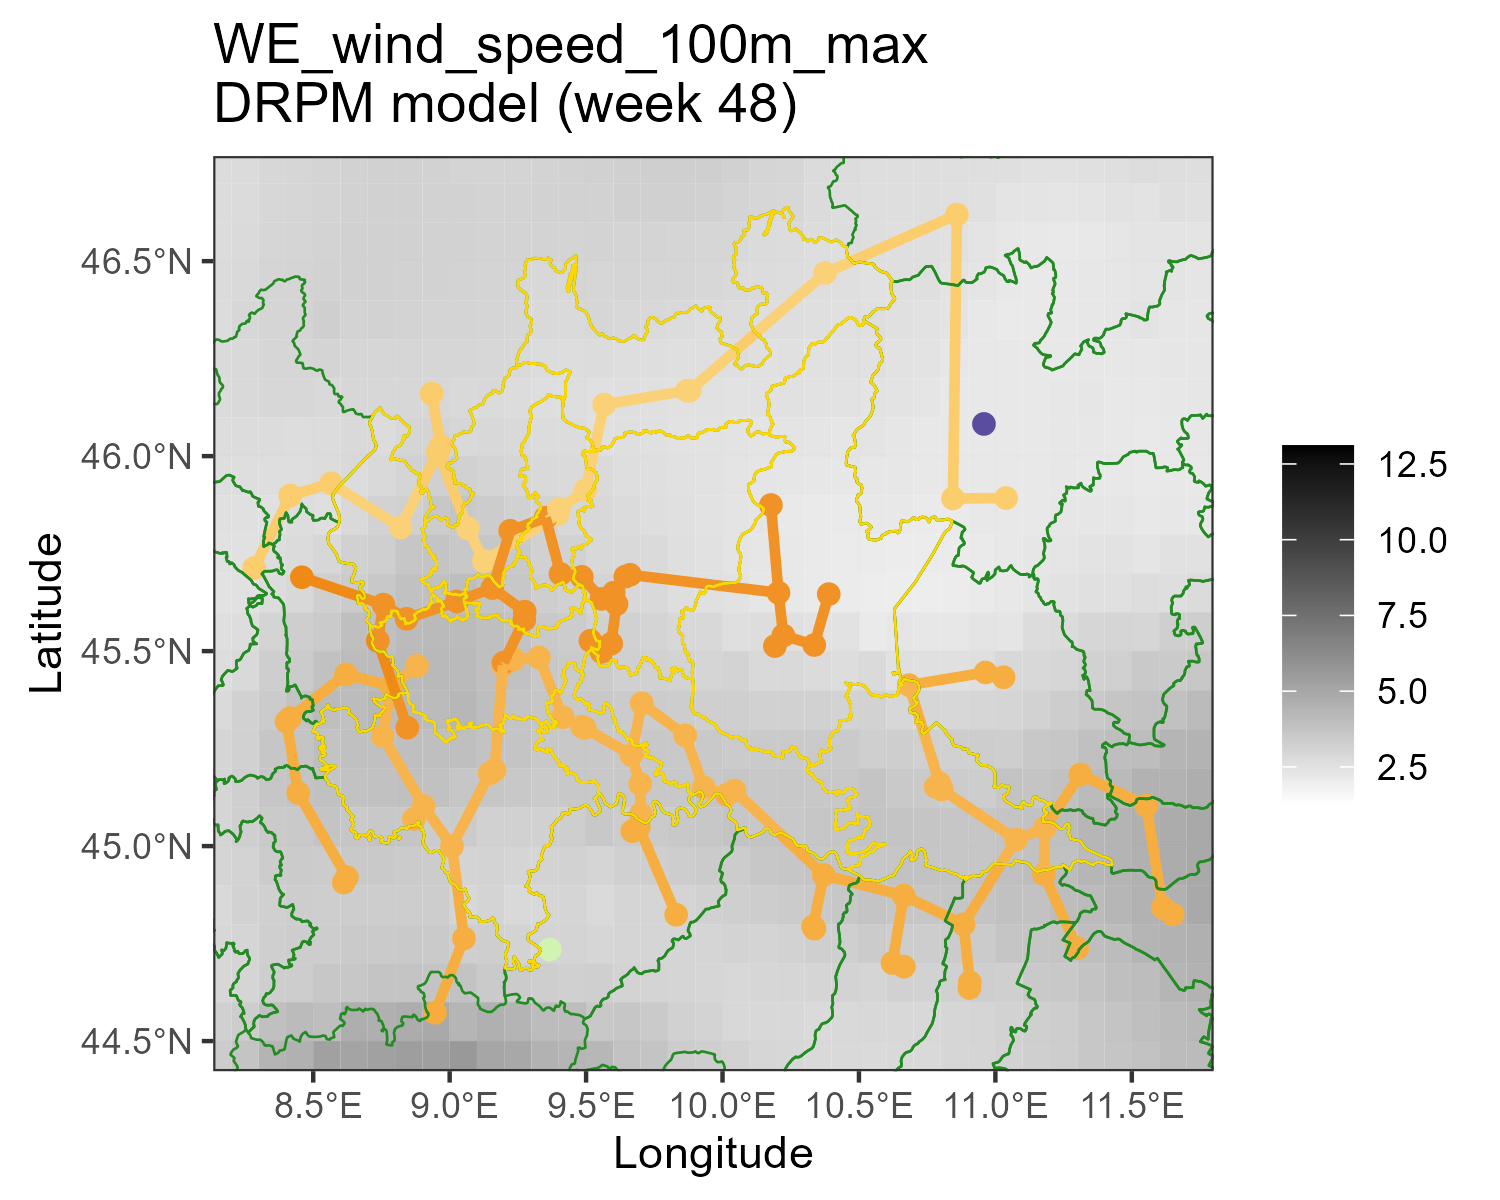 WE_wind_speed_100m_max
DRPM model (week 48)
46.5°N
46.0°N
45.5°N
45.0°N
44.5°N
Latitude
8.5°E 9.0°E 9.5°E 10.0°E 10.5°E 11.0°E 11.5°E
Longitude
12.5
10.0
7.5
5.0
2.5